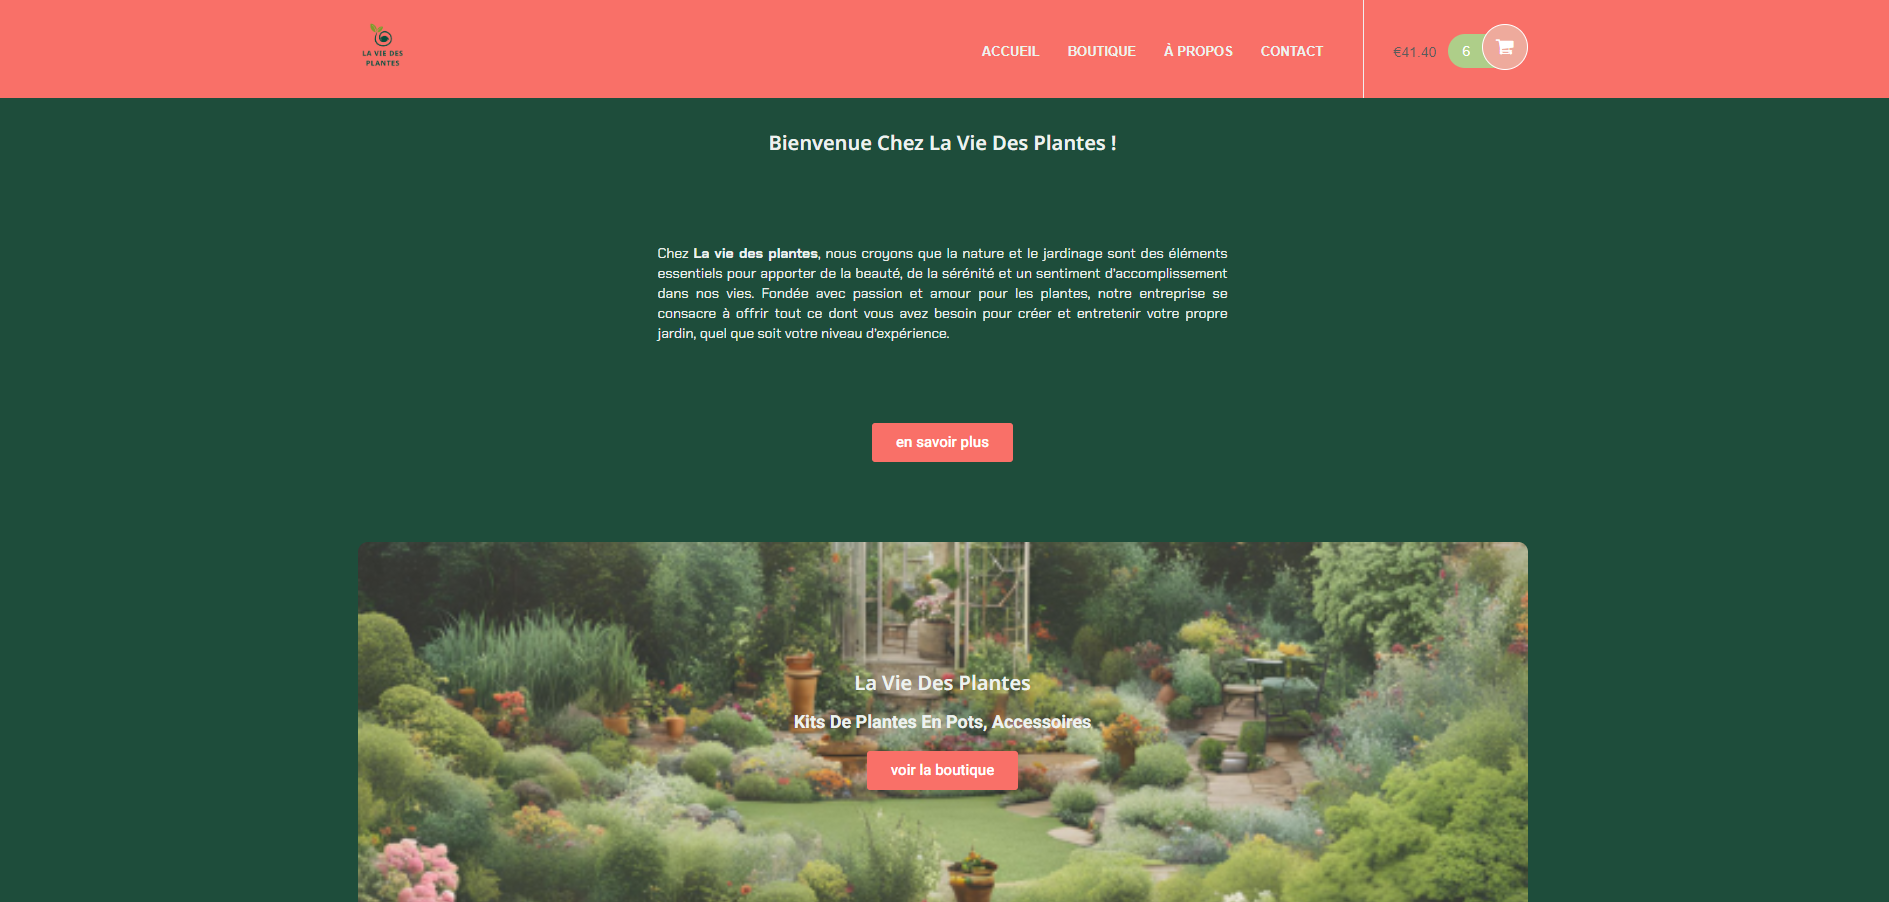 LA VIE DES
PLANTES
ACCUEIL
BOUTIQUE
À PROPOS
CONTACT
€41.40
6
Bienvenue Chez La Vie Des Plantes !
Chez La vie des plantes, nous croyons que la nature et le jardinage sont des éléments
essentiels pour apporter de la beauté, de la sérénité et un sentiment d'accomplissement
dans nos vies. Fondée avec passion et amour pour les plantes, notre entreprise se
consacre à offrir tout ce dont vous avez besoin pour créer et entretenir votre propre
jardin, quel que soit votre niveau d'expérience.
en savoir plus
La Vie Des Plantes
Kits De Plantes En Pots, Accessoires
voir la boutique